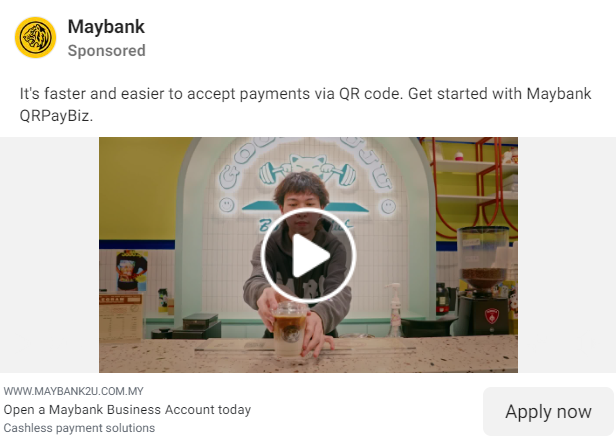 Maybank
Sponsored
It's faster and easier to accept payments via QR code. Get started with Maybank
QRPayBiz.
WWW.MAYBANK2U.COM.MY
Open a Maybank Business Account today
Cashless payment solutions
Apply now